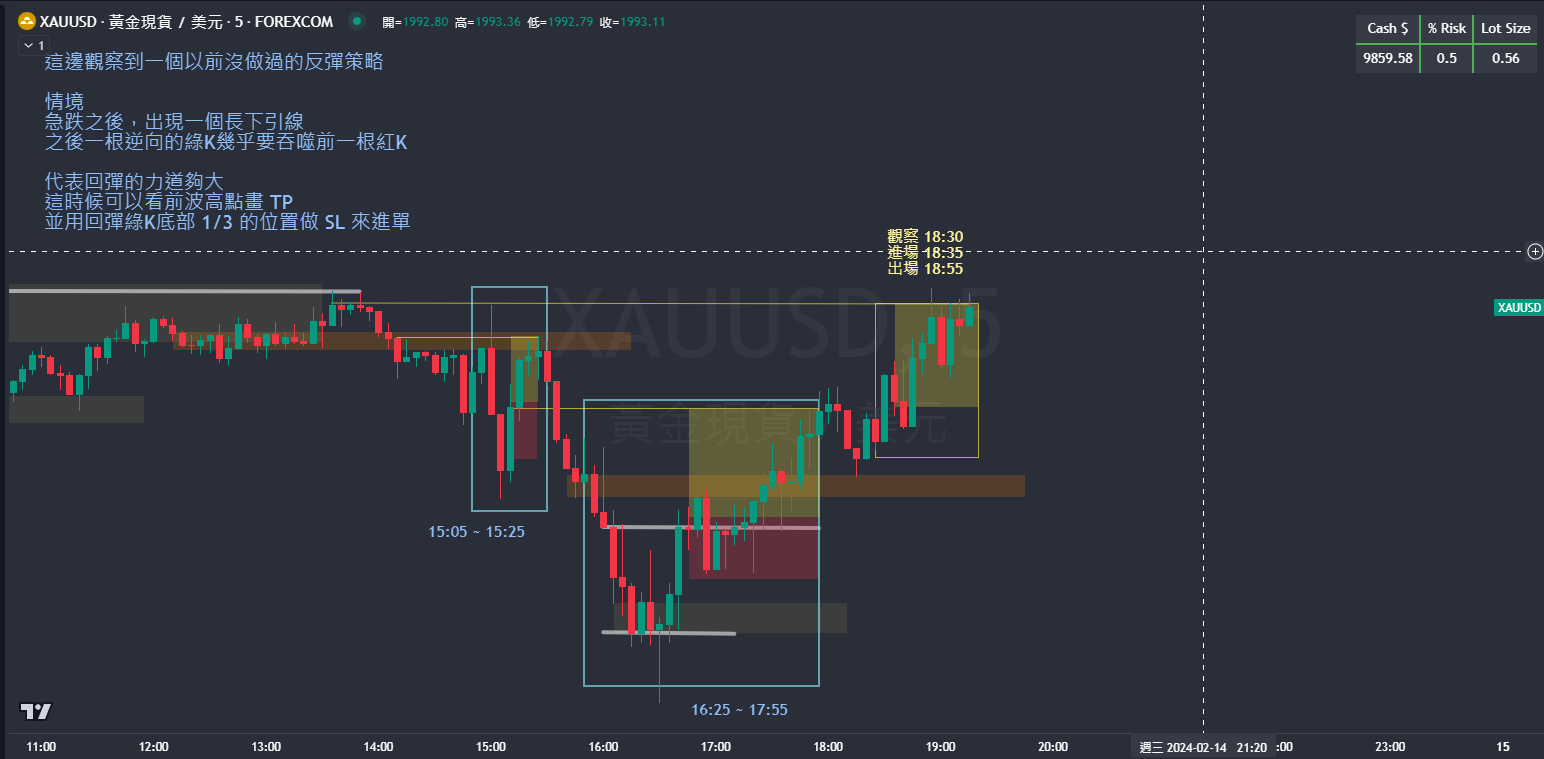 XAUUSD · 黃金現貨 / 美元 · 5 · FOREXCOM 開=1992.80 高=1993.36 低=1992.79 收=1993.11
1
這邊觀察到一個以前沒做過的反彈策略
情境
急跌之後，出現一個長下引線
之後一根逆向的綠K幾乎要吞噬前一根紅K
代表回彈的力道夠大
這時候可以看前波高點畫 TP
並用回彈綠K底部 1/3 的位置做 SL 來進單
Cash $ % Risk Lot Size
9859.58 0.5 0.56
觀察 18:30
進場 18:35
出場 18:55
XAUUSD, 5
黃金現貨 / 美元
XAUUSD
15:05 ~ 15:25
16:25 ~ 17:55
11:00 12:00 13:00 14:00 15:00 16:00 17:00 18:00 19:00 20:00 週三 2024-02-14 21:20 :00 23:00 15